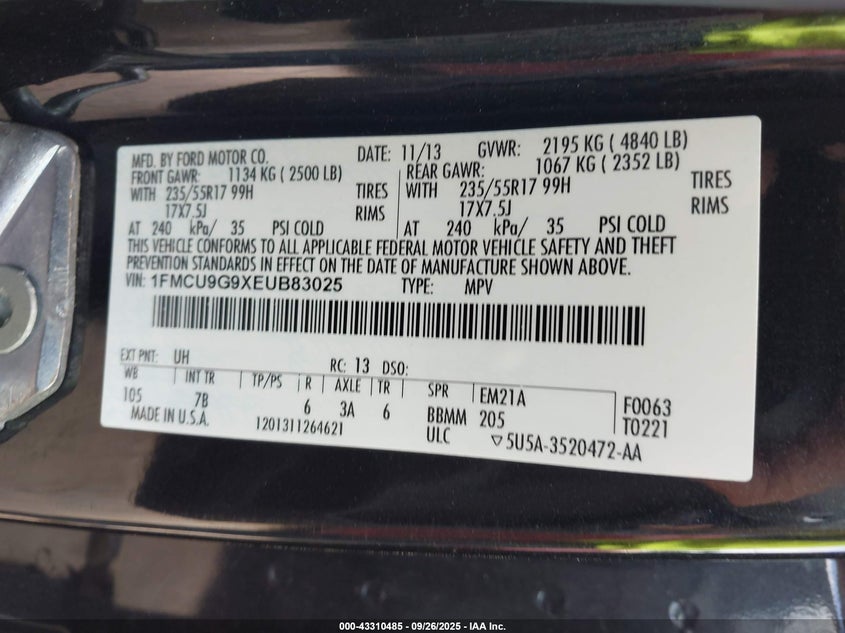 MFD. BY FORD MOTOR CO. DATE: 11/13 GVWR: 2195 KG ( 4840 LB)
FRONT GAWR: 1134 KG ( 2500 LB) REAR GAWR: 1067 KG ( 2352 LB)
WITH 235/55R17 99H TIRES WITH 235/55R17 99H TIRES
17X7.5J RIMS 17X7.5J RIMS
AT 240 kPa/ 35 PSI COLD AT 240 kPa/ 35 PSI COLD
THIS VEHICLE CONFORMS TO ALL APPLICABLE FEDERAL MOTOR VEHICLE SAFETY AND THEFT
PREVENTION STANDARDS IN EFFECT ON THE DATE OF MANUFACTURE SHOWN ABOVE.
VIN: 1FMCU9G9XEUB83025 TYPE: MPV
EXT PNT: UH RC: 13 DSO:
WB INT TR TP/PS R AXLE TR SPR EM21A F0063
105 7B 6 3A 6 BBMM 205 T0221
MADE IN U.S.A. 1201311264621 ULC ▽5U5A-3520472-AA
000-43310485 - 09/26/2025 - IAA Inc.